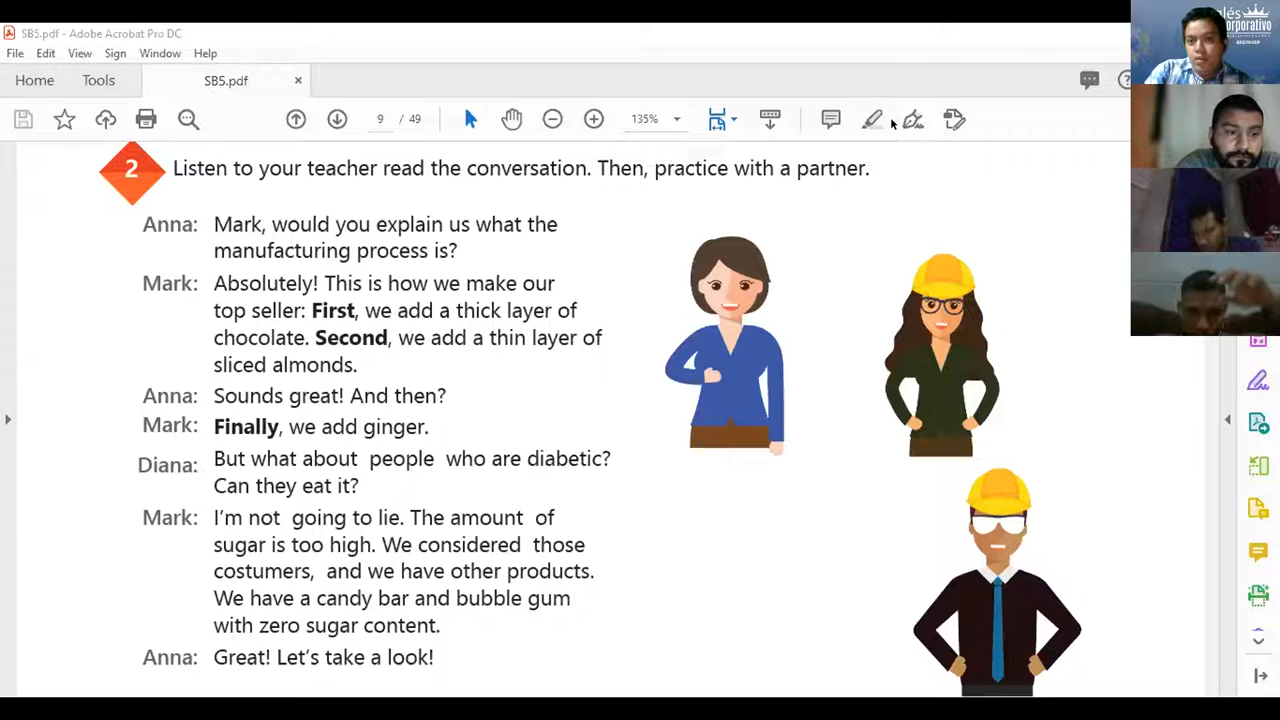 SB5.pdf - Adobe Acrobat Pro DC
File Edit View Sign Window Help
Home Tools SB5.pdf ×
9 / 49 135%
2 Listen to your teacher read the conversation. Then, practice with a partner.
Anna: Mark, would you explain us what the
manufacturing process is?
Mark: Absolutely! This is how we make our
top seller: First, we add a thick layer of
chocolate. Second, we add a thin layer of
sliced almonds.
Anna: Sounds great! And then?
Mark: Finally, we add ginger.
Diana: But what about people who are diabetic?
Can they eat it?
Mark: I'm not going to lie. The amount of
sugar is too high. We considered those
costumers, and we have other products.
We have a candy bar and bubble gum
with zero sugar content.
Anna: Great! Let's take a look!
glés
orporativo
BEGINNER